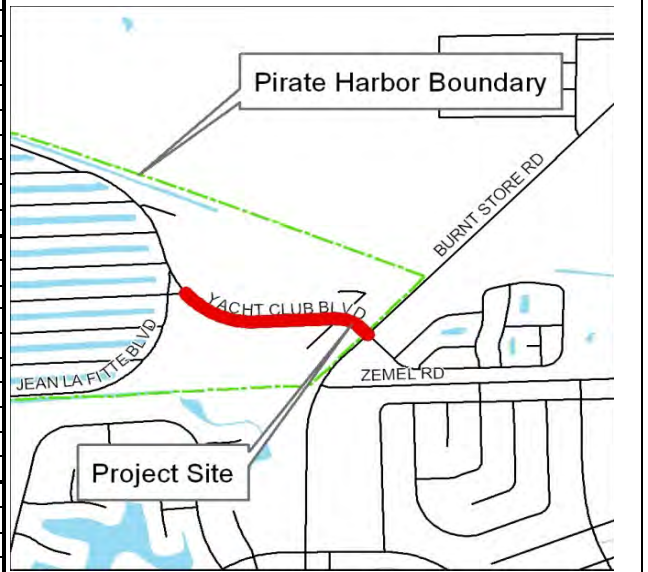 Pirate Harbor Boundary
BURNT STORE RD
YACHT CLUB BLVD
JEAN LA FITTE BLVD
ZEMEL RD
Project Site